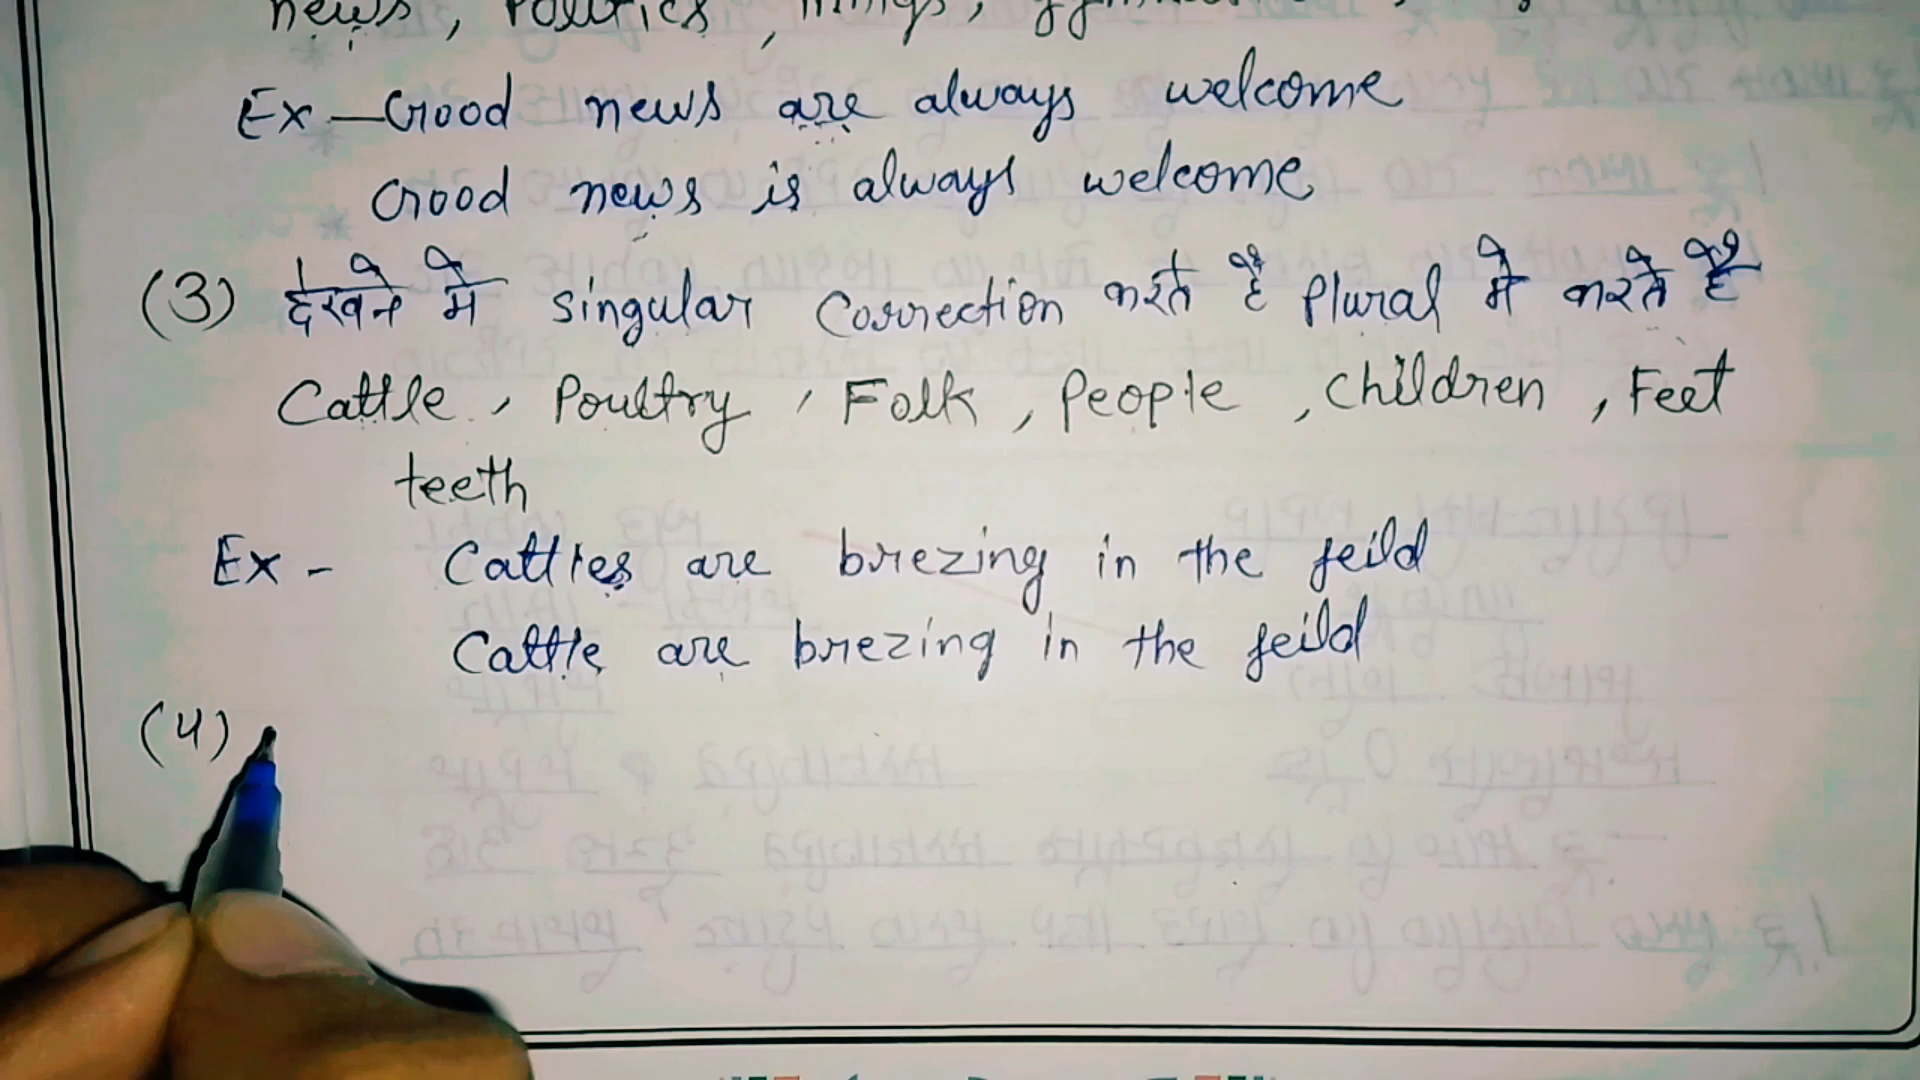 news, Politics,
Ex - Good news are always welcome
Good news is always welcome
(3) देखने मे singular Correction करते है Plural मे करते है
Cattle, Poultry, Folk, People, children, Feet
teeth
Ex - Cattles are brezing in the feild
Cattle are brezing in the feild
(4)